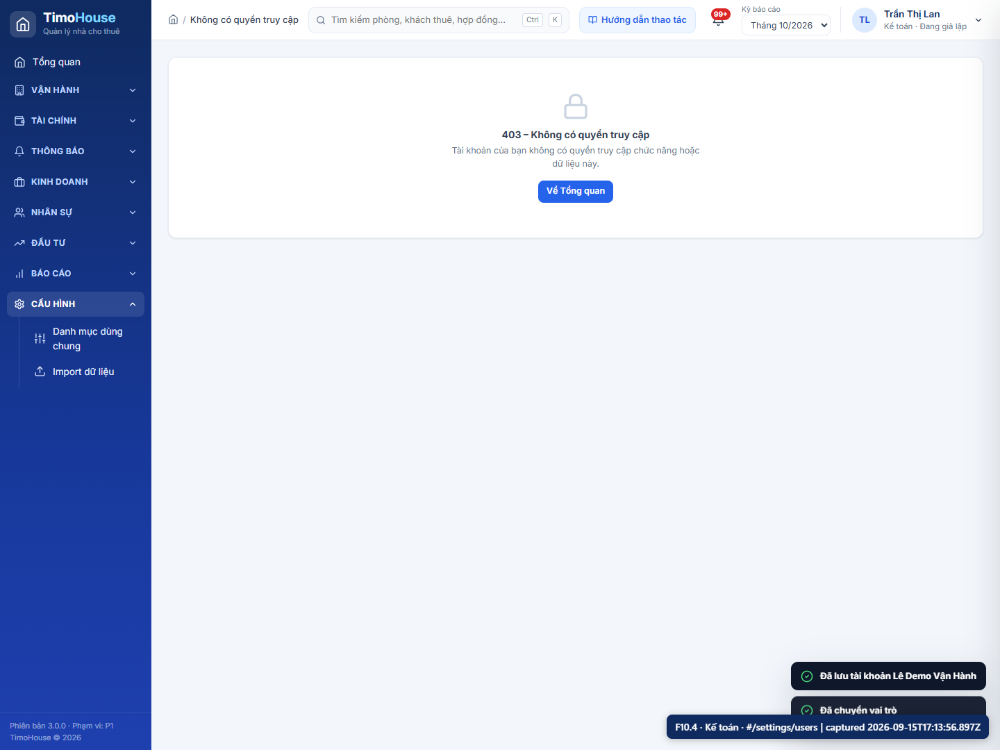 TimoHouse
Quản lý nhà cho thuê
Tổng quan
VẬN HÀNH
TÀI CHÍNH
THÔNG BÁO
KINH DOANH
NHÂN SỰ
ĐẦU TƯ
BÁO CÁO
CẤU HÌNH
Danh mục dùng
chung
Import dữ liệu
Phiên bản 3.0.0 · Phạm vi: P1
TimoHouse © 2026
/ Không có quyền truy cập
Tìm kiếm phòng, khách thuê, hợp đồng... Ctrl K
Hướng dẫn thao tác
99+
Kỳ báo cáo
Tháng 10/2026
TL
Trần Thị Lan
Kế toán · Đang giả lập
403 – Không có quyền truy cập
Tài khoản của bạn không có quyền truy cập chức năng hoặc
dữ liệu này.
Về Tổng quan
Đã lưu tài khoản Lê Demo Vận Hành
Đã chuyển vai trò
F10.4 · Kế toán · #/settings/users | captured 2026-09-15T17:13:56.897Z